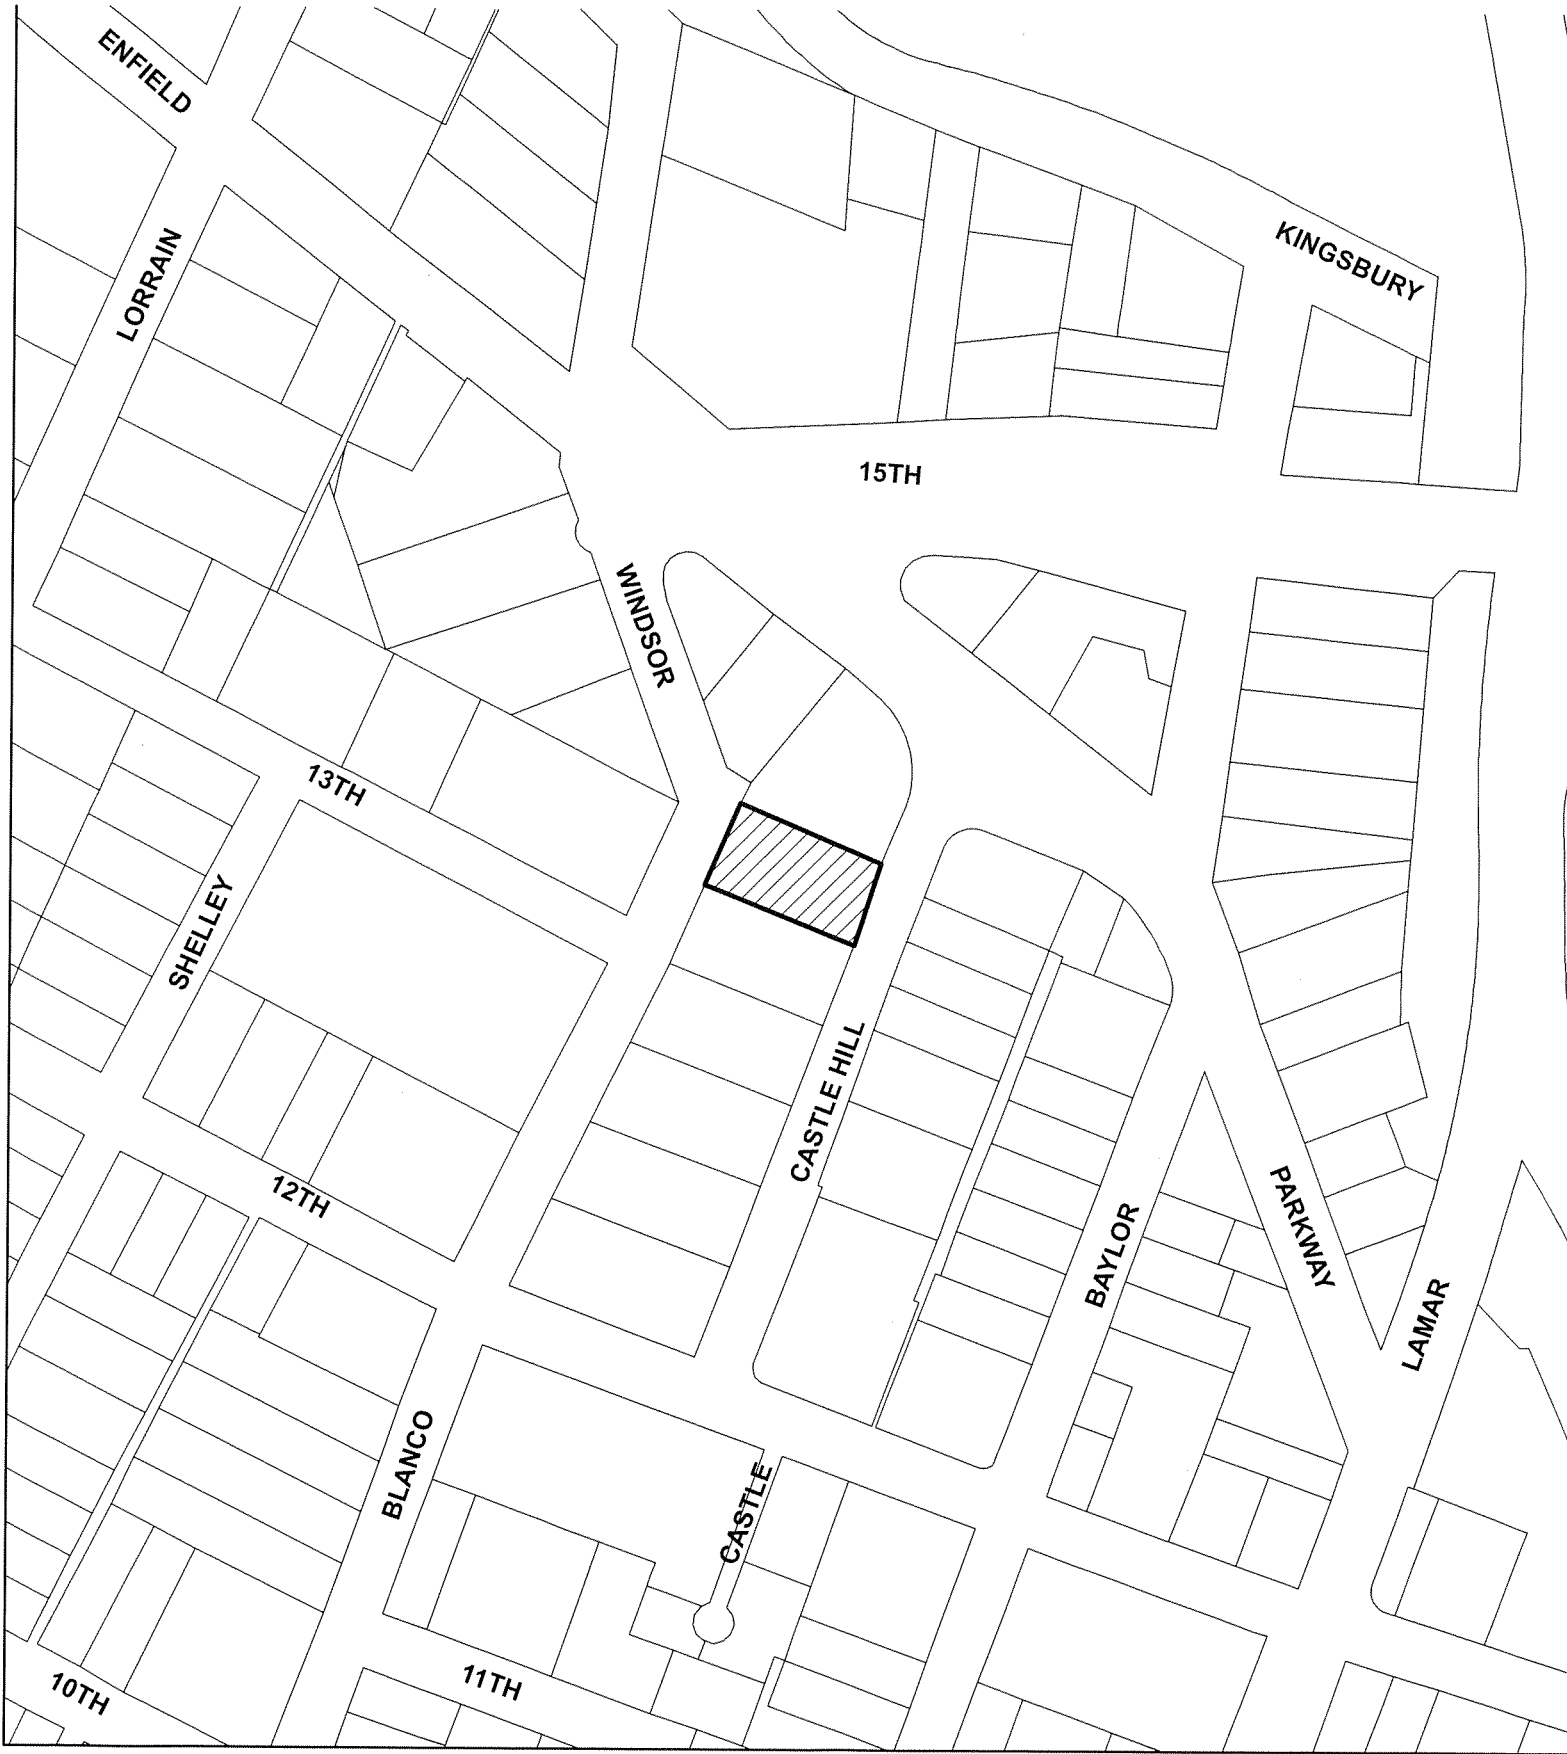 ENFIELD
LORRAIN
KINGSBURY
15TH
WINDSOR
13TH
SHELLEY
CASTLE HILL
12TH
PARKWAY
BAYLOR
LAMAR
BLANCO
CASTLE
11TH
10TH